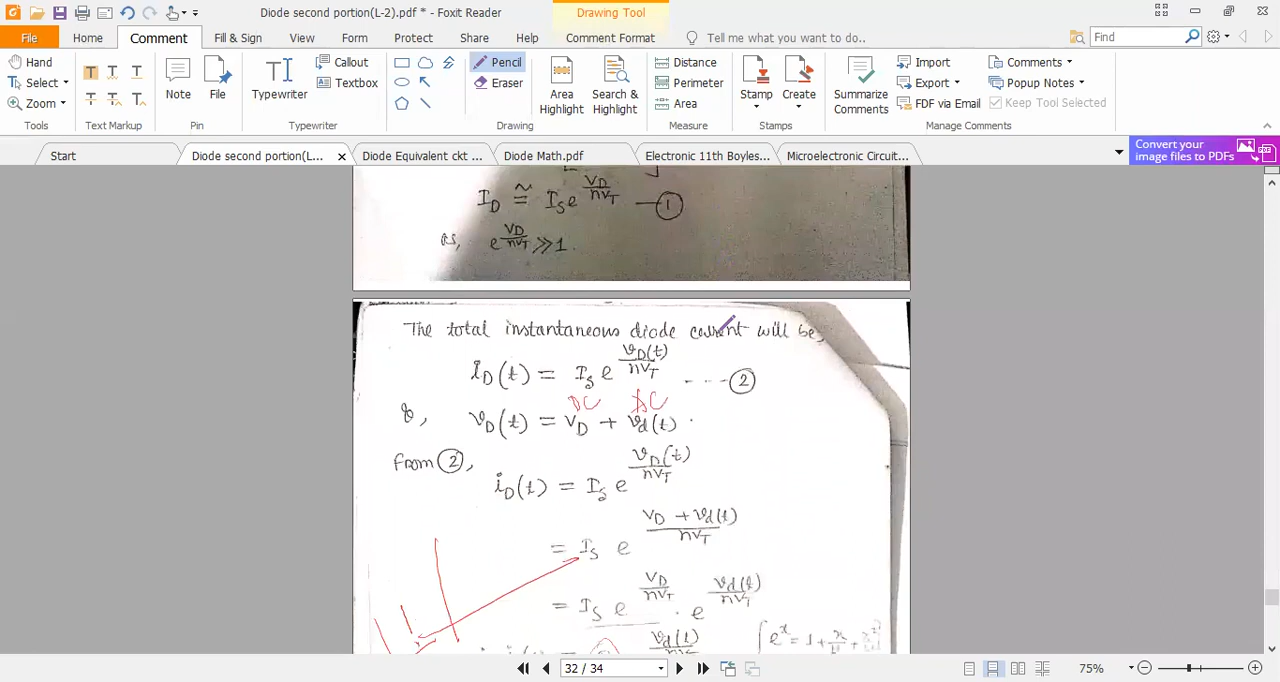 Diode second portion(L-2).pdf * - Foxit Reader
Drawing Tool
File Home Comment Fill & Sign View Form Protect Share Help Comment Format Tell me what you want to do.. Find
Hand
Select
Zoom
Tools
T T T
T T T
Text Markup
Note
File
Pin
Typewriter
Callout
Textbox
Typewriter
Pencil
Eraser
Drawing
Area Highlight
Search & Highlight
Distance
Perimeter
Area
Measure
Stamp
Create
Stamps
Summarize Comments
Import
Export
FDF via Email
Comments
Popup Notes
Keep Tool Selected
Manage Comments
Start
Diode second portion(L-... x
Diode Equivalent ckt ...
Diode Math.pdf
Electronic 11th Boyles...
Microelectronic Circuit...
Convert your
image files to PDFs
I_D ≅ I_S e^{V_D/nV_T} — ①
as, e^{V_D/nV_T} ≫ 1.
The total instantaneous diode current will be,
i_D(t) = I_S e^{v_D(t)/nV_T} ---- ②
DC AC
&, v_D(t) = V_D + v_d(t) .
From ②,
i_D(t) = I_S e^{v_D(t)/nV_T}
= I_S e^{V_D + v_d(t)/nV_T}
= I_S e^{V_D/nV_T} . e^{v_d(t)/nV_T}
32 / 34
75%